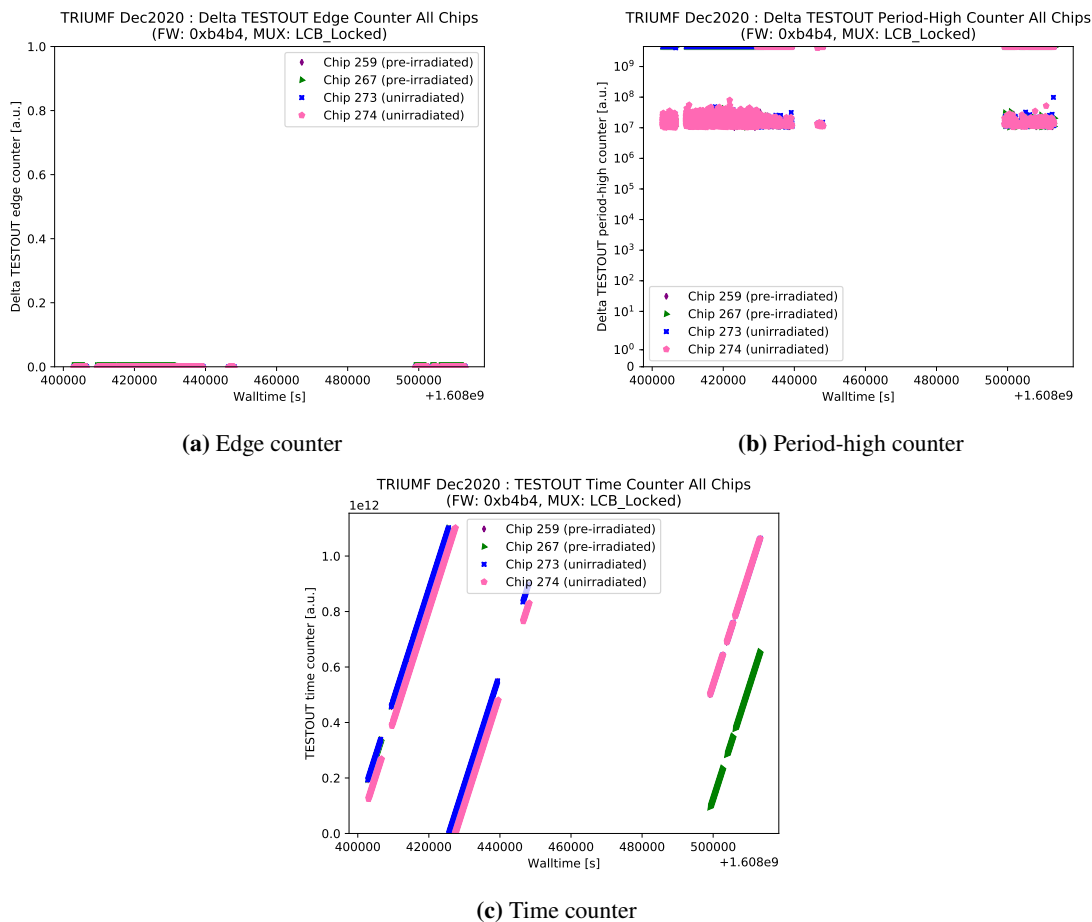 TRIUMF Dec2020 : Delta TESTOUT Edge Counter All Chips
(FW: 0xb4b4, MUX: LCB_Locked)
Delta TESTOUT edge counter [a.u.]
1.0
0.8
0.6
0.4
0.2
0.0
Chip 259 (pre-irradiated)
Chip 267 (pre-irradiated)
Chip 273 (unirradiated)
Chip 274 (unirradiated)
400000 420000 440000 460000 480000 500000
Walltime [s]
+1.608e9
(a) Edge counter
TRIUMF Dec2020 : Delta TESTOUT Period-High Counter All Chips
(FW: 0xb4b4, MUX: LCB_Locked)
Delta TESTOUT period-high counter [a.u.]
10⁹
10⁸
10⁷
10⁶
10⁵
10⁴
10³
10²
10¹
10⁰
0
Chip 259 (pre-irradiated)
Chip 267 (pre-irradiated)
Chip 273 (unirradiated)
Chip 274 (unirradiated)
400000 420000 440000 460000 480000 500000
Walltime [s]
+1.608e9
(b) Period-high counter
TRIUMF Dec2020 : TESTOUT Time Counter All Chips
(FW: 0xb4b4, MUX: LCB_Locked)
1e12
TESTOUT time counter [a.u.]
1.0
0.8
0.6
0.4
0.2
0.0
Chip 259 (pre-irradiated)
Chip 267 (pre-irradiated)
Chip 273 (unirradiated)
Chip 274 (unirradiated)
400000 420000 440000 460000 480000 500000
Walltime [s]
+1.608e9
(c) Time counter